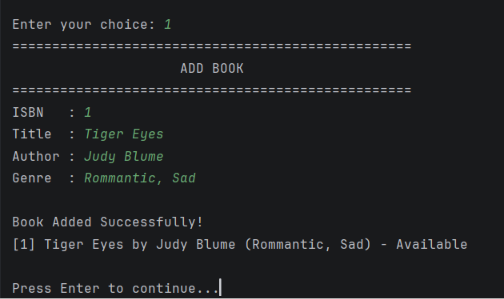 Enter your choice: 1
==================================================
ADD BOOK
==================================================
ISBN   : 1
Title  : Tiger Eyes
Author : Judy Blume
Genre  : Rommantic, Sad
Book Added Successfully!
[1] Tiger Eyes by Judy Blume (Rommantic, Sad) - Available
Press Enter to continue...